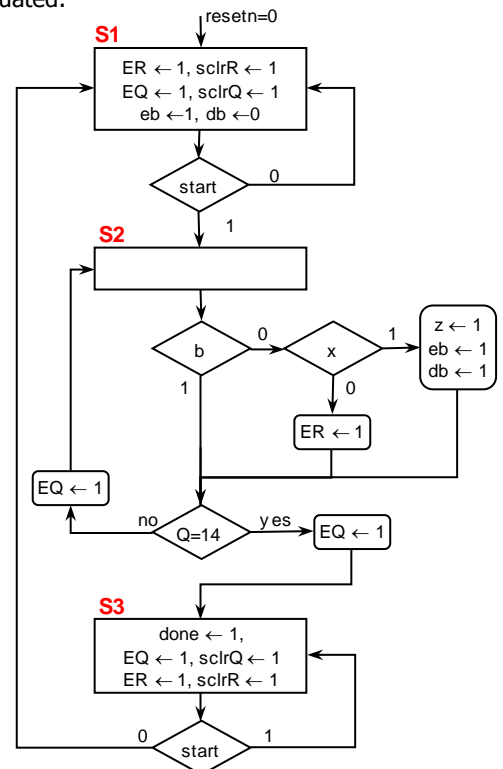 uated.
resetn=0
S1
ER ← 1, sclrR ← 1
EQ ← 1, sclrQ ← 1
eb ←1, db ←0
start
0
1
S2
b
0
x
1
z ← 1
eb ← 1
db ← 1
1
0
ER ← 1
EQ ← 1
no
Q=14
yes
EQ ← 1
S3
done ← 1,
EQ ← 1, sclrQ ← 1
ER ← 1, sclrR ← 1
0
start
1